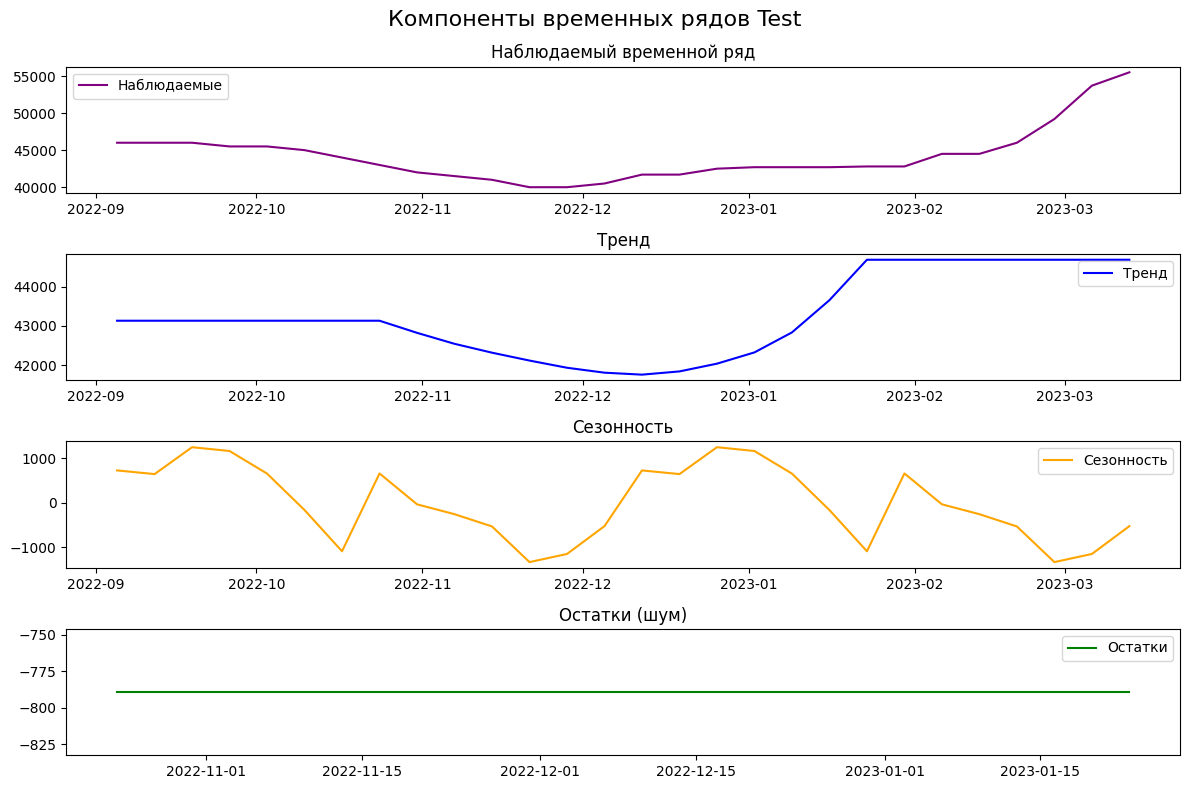 Компоненты временных рядов Test
Наблюдаемый временной ряд
Наблюдаемые
55000
50000
45000
40000
2022-09 2022-10 2022-11 2022-12 2023-01 2023-02 2023-03
Тренд
Тренд
44000
43000
42000
2022-09 2022-10 2022-11 2022-12 2023-01 2023-02 2023-03
Сезонность
Сезонность
1000
0
−1000
2022-09 2022-10 2022-11 2022-12 2023-01 2023-02 2023-03
Остатки (шум)
Остатки
−750
−775
−800
−825
2022-11-01 2022-11-15 2022-12-01 2022-12-15 2023-01-01 2023-01-15